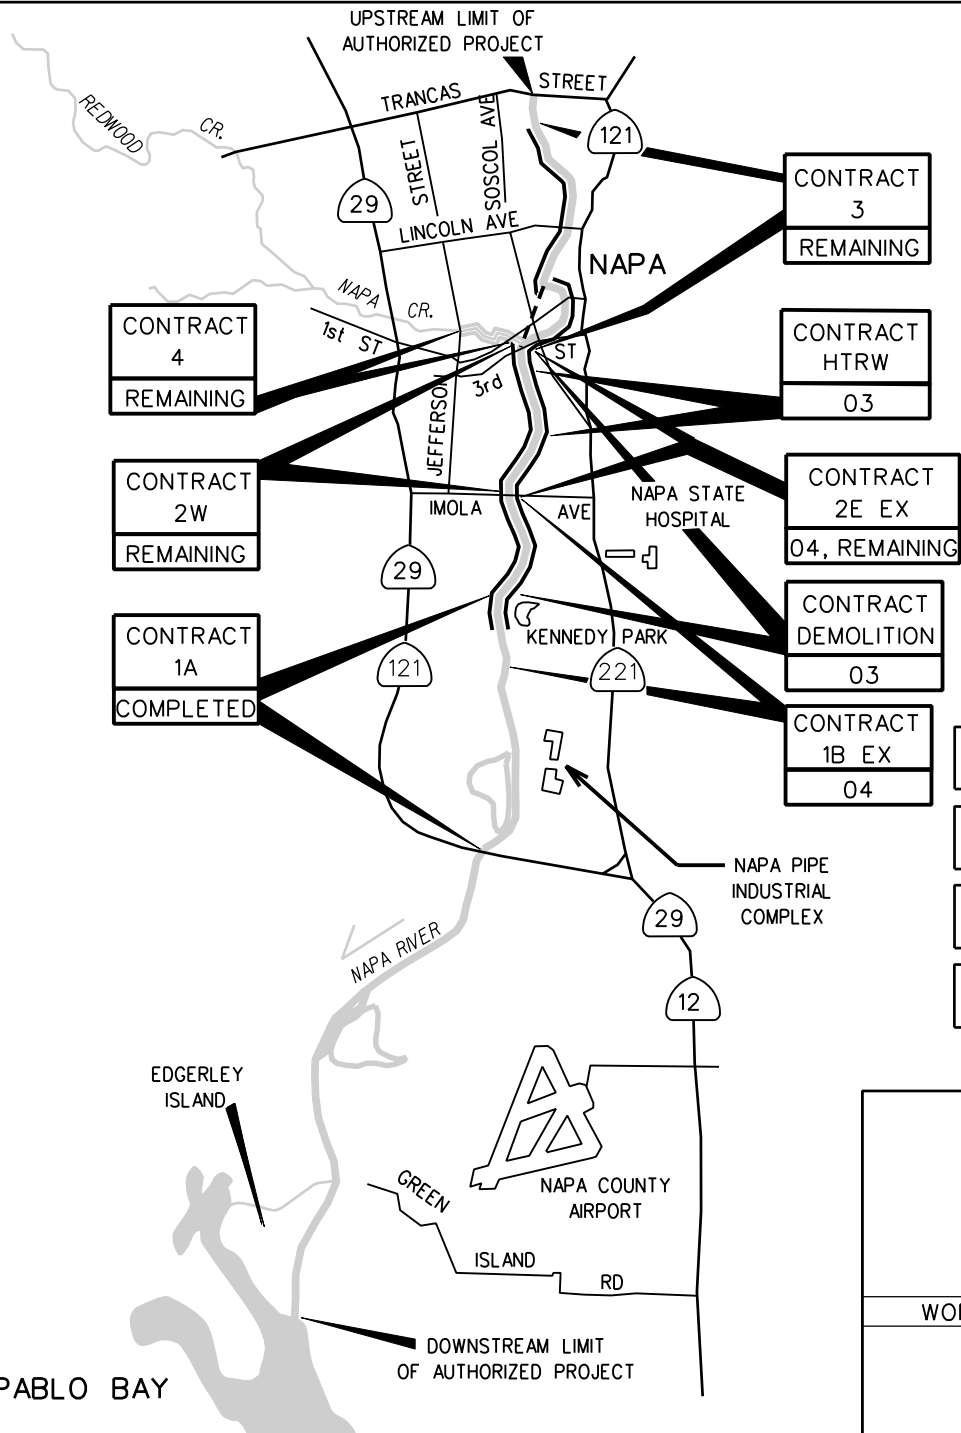 UPSTREAM LIMIT OF
AUTHORIZED PROJECT
STREET
TRANCAS
REDWOOD
CR.
STREET
SOSCOL AVE
121
CONTRACT
3
REMAINING
29
LINCOLN AVE
NAPA
NAPA
CR.
1st ST
ST
3rd
CONTRACT
4
REMAINING
CONTRACT
HTRW
03
JEFFERSON
CONTRACT
2W
REMAINING
CONTRACT
2E EX
04, REMAINING
NAPA STATE
HOSPITAL
IMOLA
AVE
29
CONTRACT
DEMOLITION
03
CONTRACT
1A
COMPLETED
KENNEDY PARK
121
221
CONTRACT
1B EX
04
NAPA PIPE
INDUSTRIAL
COMPLEX
29
NAPA RIVER
12
EDGERLEY
ISLAND
NAPA COUNTY
AIRPORT
GREEN
ISLAND
RD
DOWNSTREAM LIMIT
OF AUTHORIZED PROJECT
PABLO BAY